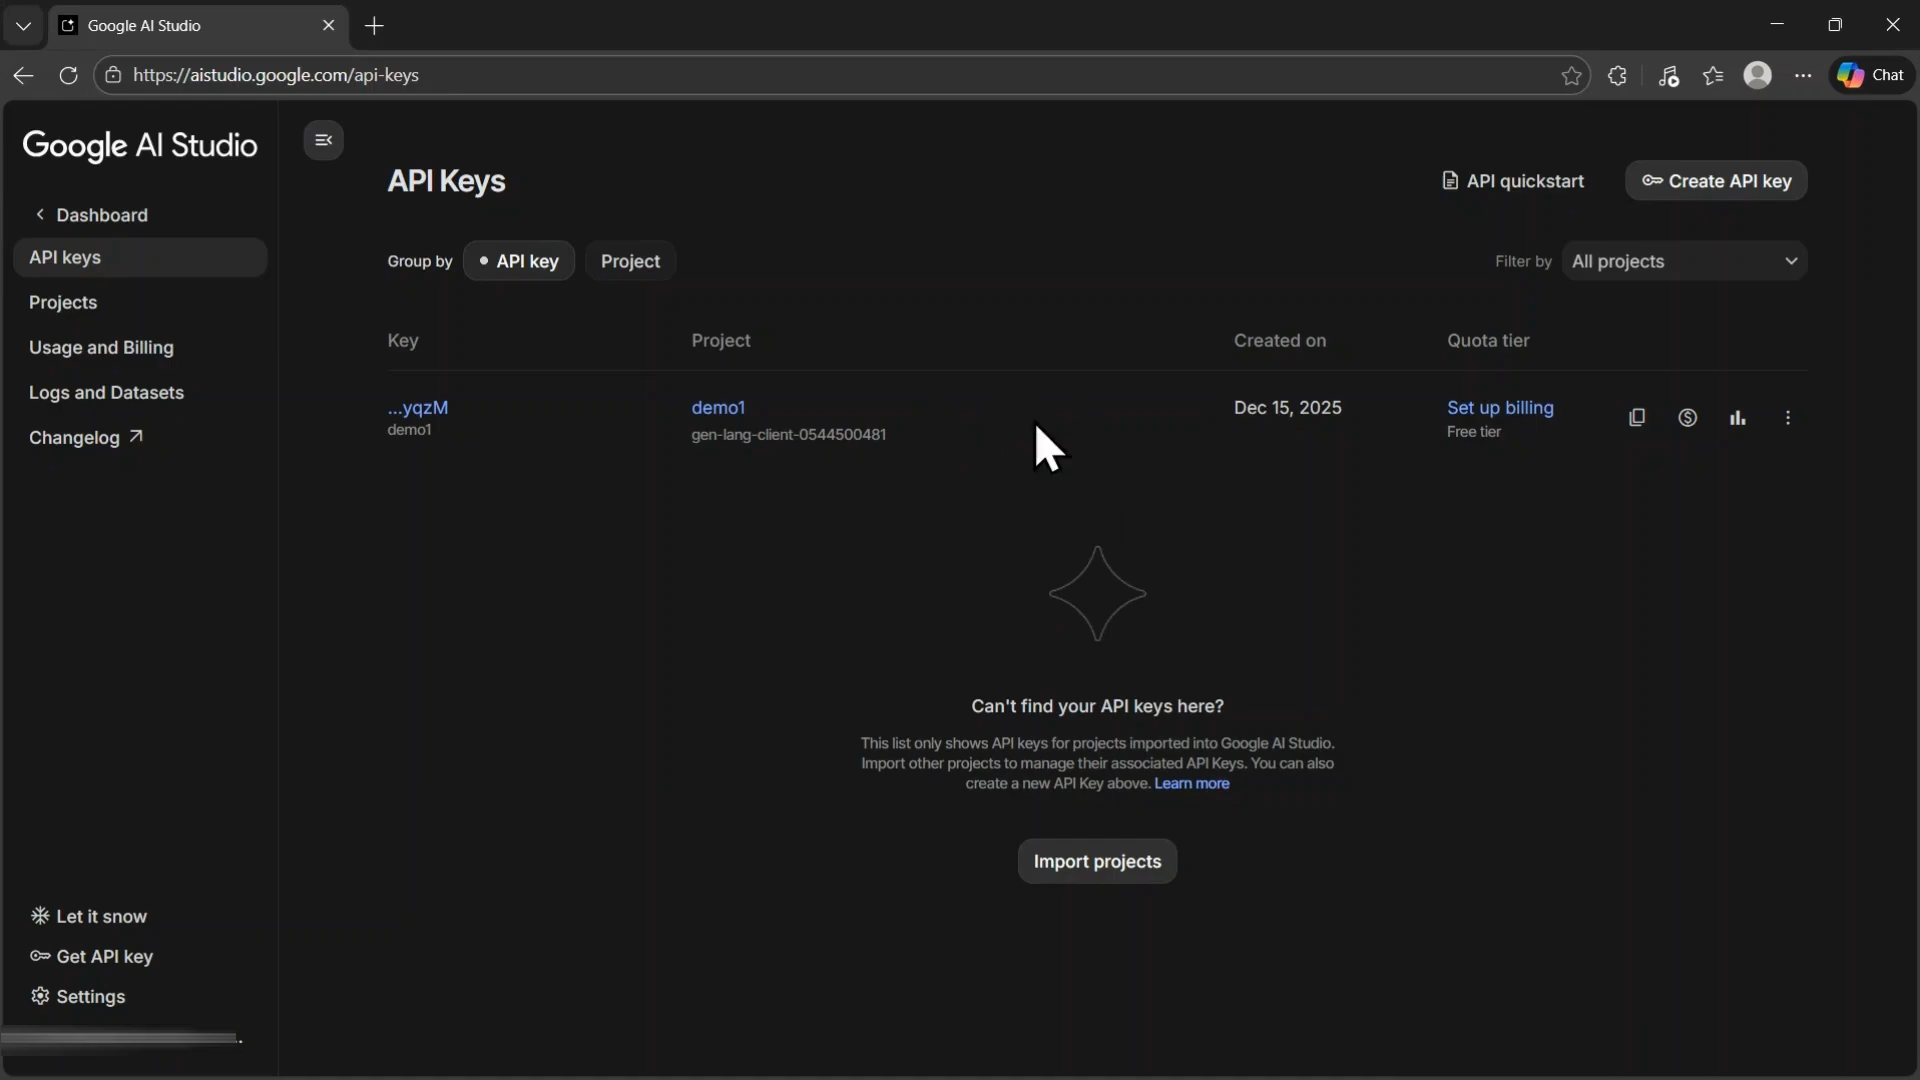 Google AI Studio
https://aistudio.google.com/api-keys
Chat
Google AI Studio
Dashboard
API keys
Projects
Usage and Billing
Logs and Datasets
Changelog
Let it snow
Get API key
Settings
API Keys
API quickstart
Create API key
Group by API key Project
Filter by All projects
Key Project Created on Quota tier
...yqzM demo1 Dec 15, 2025 Set up billing
demo1 gen-lang-client-0544500481 Free tier
Can't find your API keys here?
This list only shows API keys for projects imported into Google AI Studio.
Import other projects to manage their associated API Keys. You can also
create a new API Key above. Learn more
Import projects